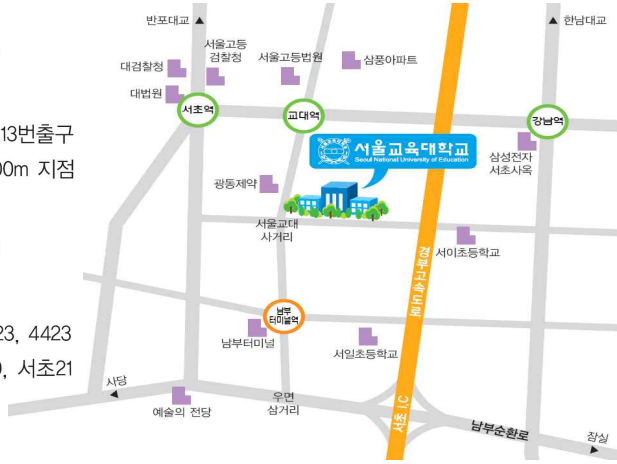 반포대교 ▲
▲ 한남대교
서울고등
검찰청
서울고등법원
삼풍아파트
대검찰청
대법원
서초역
교대역
강남역
13번출구
00m 지점
서울교육대학교
Seoul National University of Education
삼성전자
서초사옥
광동제약
서울교대
사거리
서이초등학교
경부고속도로
남부
터미널역
23, 4423
남부터미널
서일초등학교
서초21
사당
예술의 전당
우면
삼거리
서초 I.C
남부순환로
잠실